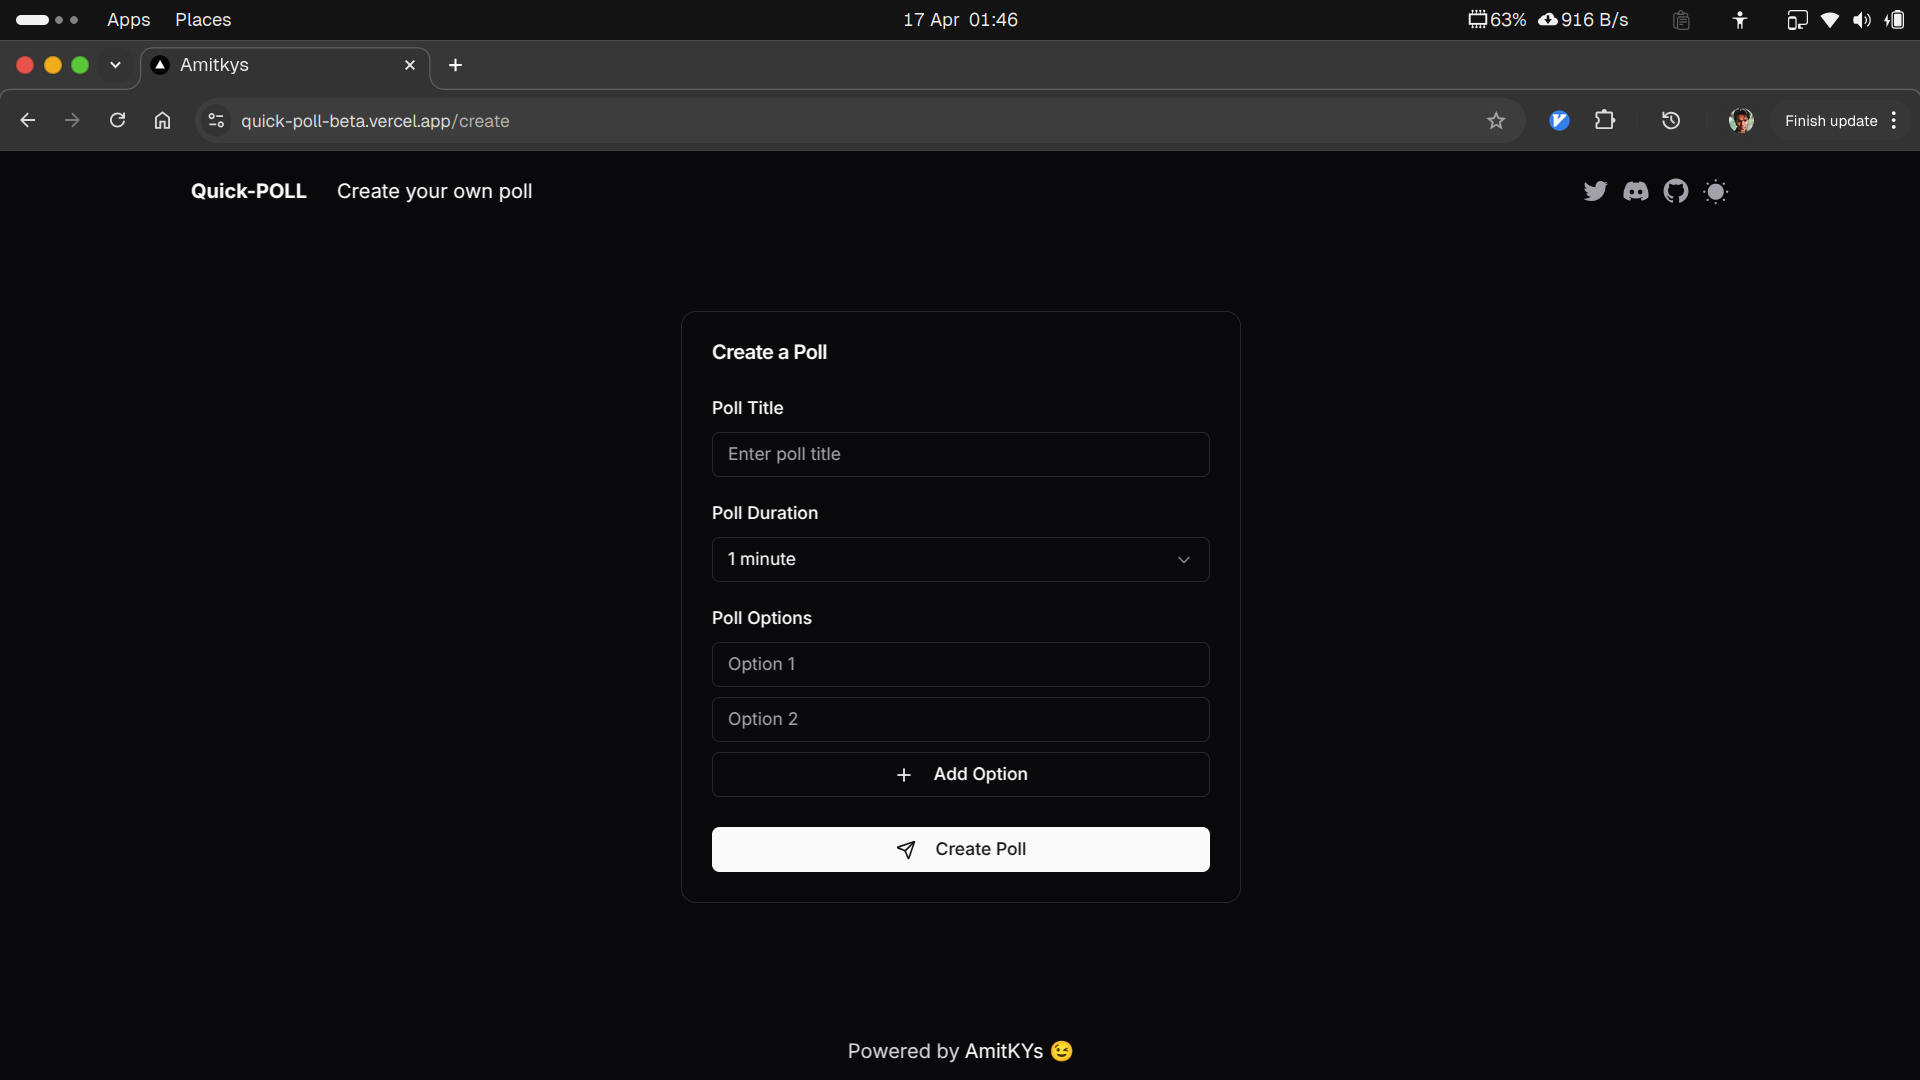 Apps Places 17 Apr 01:46 63% 916 B/s
Amitkys
quick-poll-beta.vercel.app/create Finish update
Quick-POLL Create your own poll
Create a Poll
Poll Title
Enter poll title
Poll Duration
1 minute
Poll Options
Option 1
Option 2
Add Option
Create Poll
Powered by AmitKYs 😉